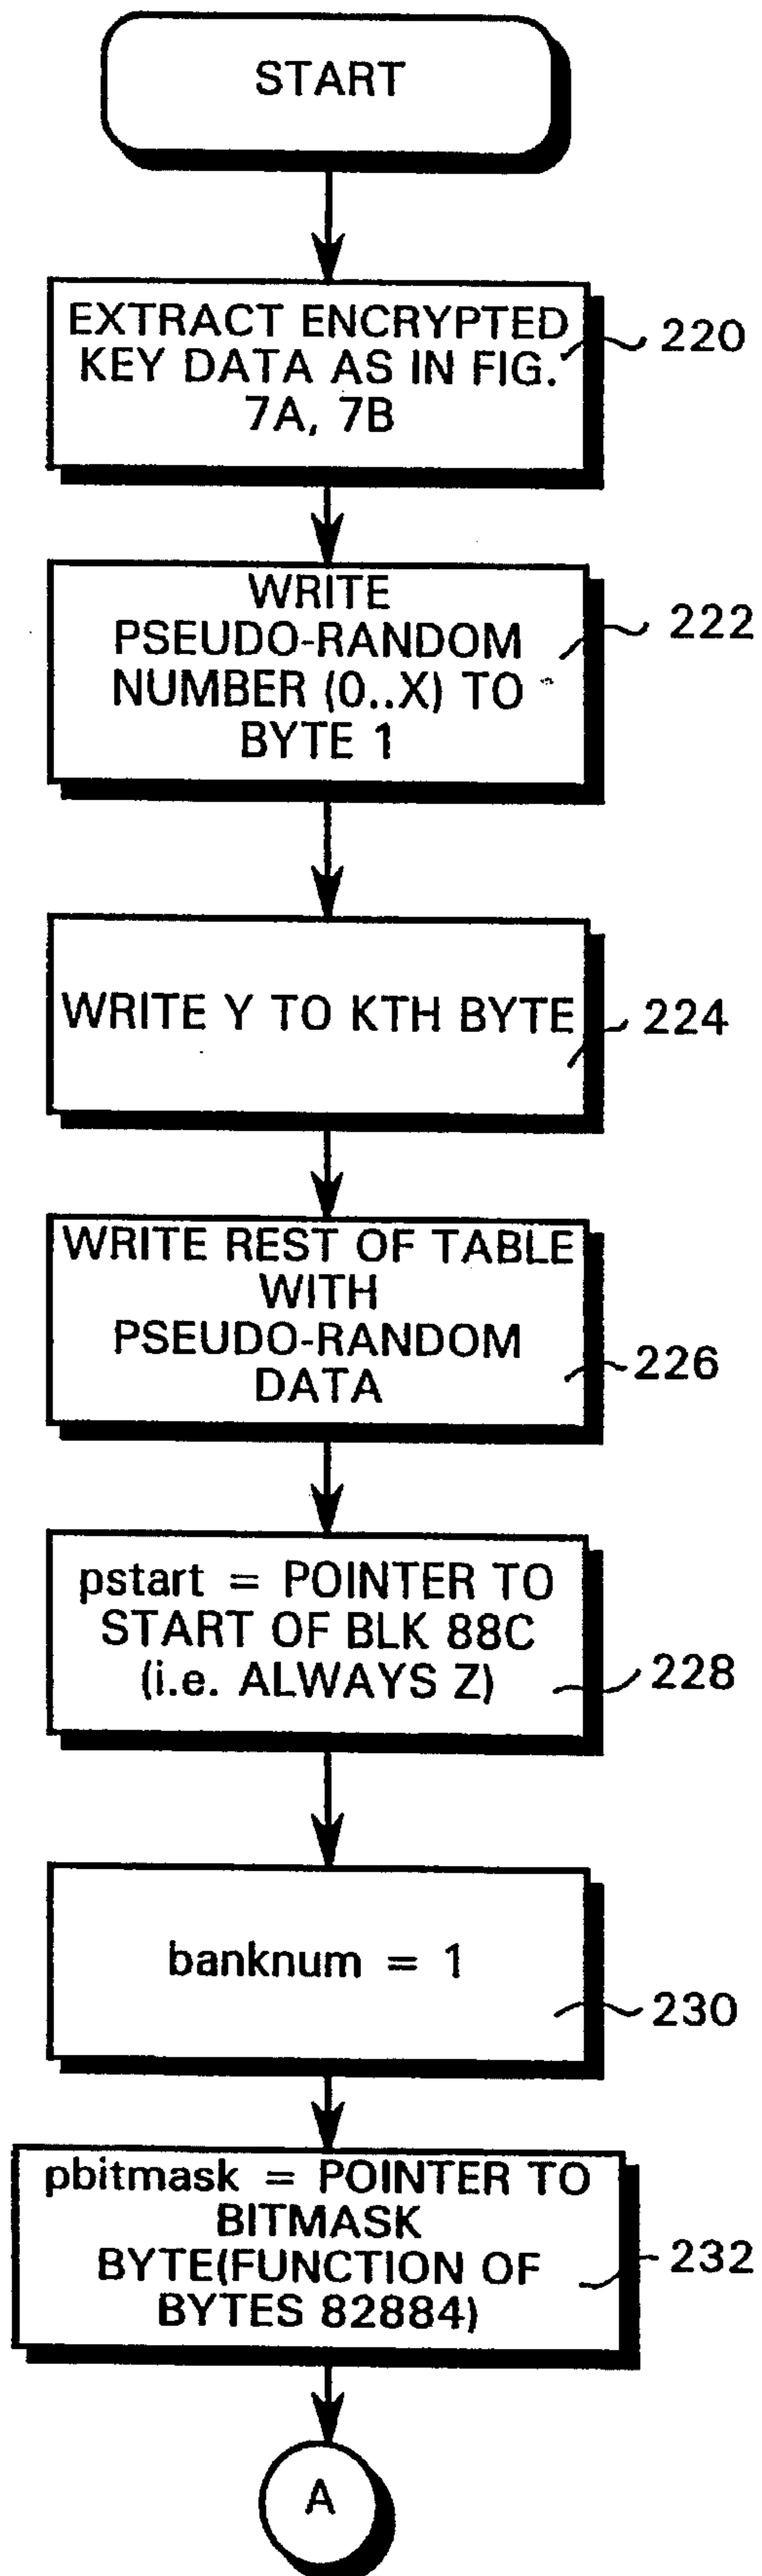 START
EXTRACT ENCRYPTED
KEY DATA AS IN FIG.
7A, 7B
220
WRITE
PSEUDO-RANDOM
NUMBER (0..X) TO
BYTE 1
222
WRITE Y TO KTH BYTE
224
WRITE REST OF TABLE
WITH
PSEUDO-RANDOM
DATA
226
pstart = POINTER TO
START OF BLK 88C
(i.e. ALWAYS Z)
228
banknum = 1
230
pbitmask = POINTER TO
BITMASK
BYTE(FUNCTION OF
BYTES 82884)
232
A